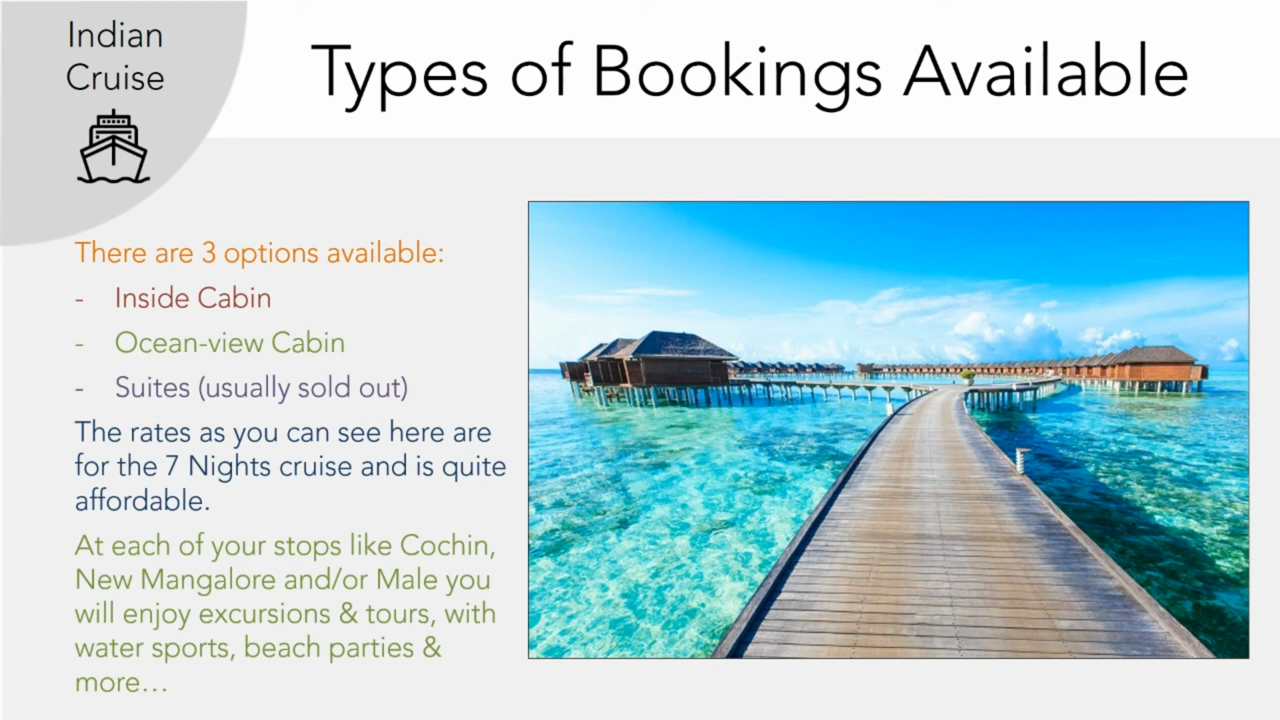 Indian
Cruise
Types of Bookings Available
There are 3 options available:
- Inside Cabin
- Ocean-view Cabin
- Suites (usually sold out)
The rates as you can see here are
for the 7 Nights cruise and is quite
affordable.
At each of your stops like Cochin,
New Mangalore and/or Male you
will enjoy excursions & tours, with
water sports, beach parties &
more…